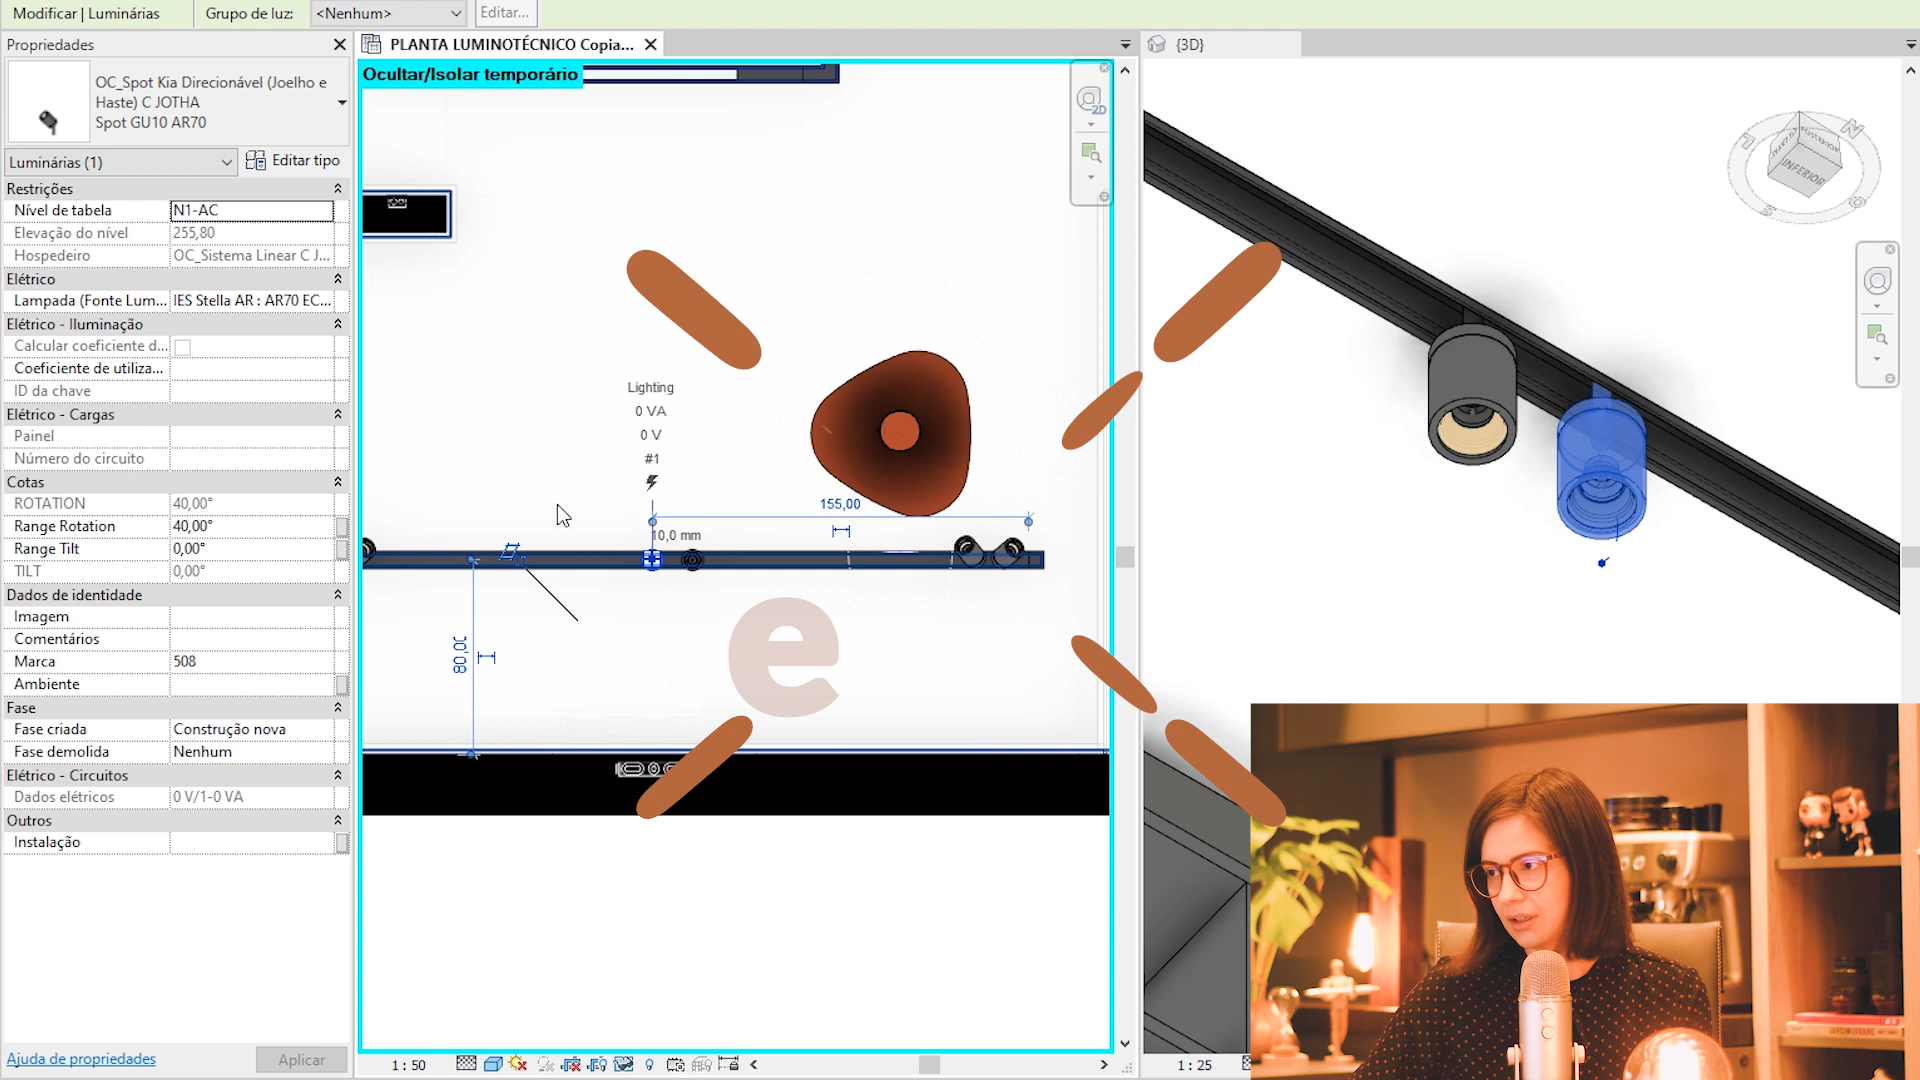 Modificar | Luminárias
Grupo de luz:
<Nenhum>
Editar...
Propriedades
PLANTA LUMINOTÉCNICO Copia...
{3D}
OC_Spot Kia Direcionável (Joelho e
Haste) C JOTHA
Spot GU10 AR70
Luminárias (1)
Editar tipo
Restrições
Nível de tabela
N1-AC
Elevação do nível
255,80
Hospedeiro
OC_Sistema Linear C J...
Elétrico
Lampada (Fonte Lum...
IES Stella AR : AR70 EC...
Elétrico - Iluminação
Calcular coeficiente d...
Coeficiente de utiliza...
ID da chave
Elétrico - Cargas
Painel
Número do circuito
Cotas
ROTATION
40,00°
Range Rotation
40,00°
Range Tilt
0,00°
TILT
0,00°
Dados de identidade
Imagem
Comentários
Marca
508
Ambiente
Fase
Fase criada
Construção nova
Fase demolida
Nenhum
Elétrico - Circuitos
Dados elétricos
0 V/1-0 VA
Outros
Instalação
Ajuda de propriedades
Aplicar
Ocultar/Isolar temporário
2D
Lighting
0 VA
0 V
#1
155,00
10,0 mm
80,00
e
1 : 50
INFERIOR
1 : 25